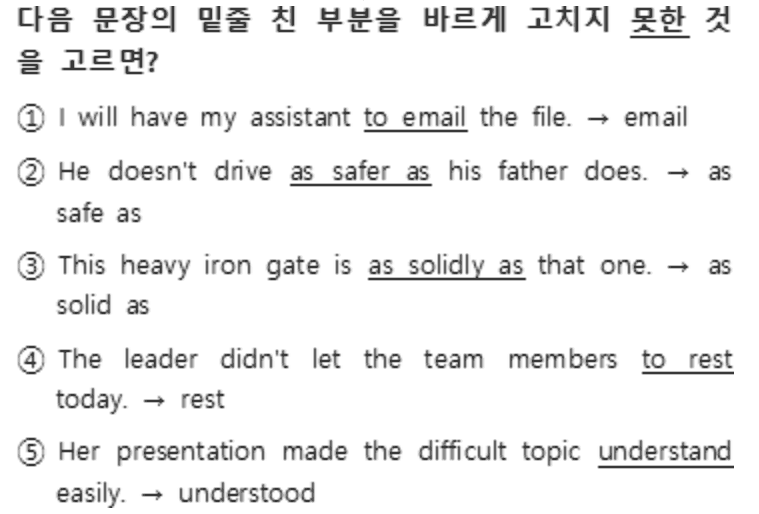 다음 문장의 밑줄 친 부분을 바르게 고치지 못한 것
을 고르면?
① I will have my assistant to email the file. → email
② He doesn't drive as safer as his father does. → as
safe as
③ This heavy iron gate is as solidly as that one. → as
solid as
④ The leader didn't let the team members to rest
today. → rest
⑤ Her presentation made the difficult topic understand
easily. → understood